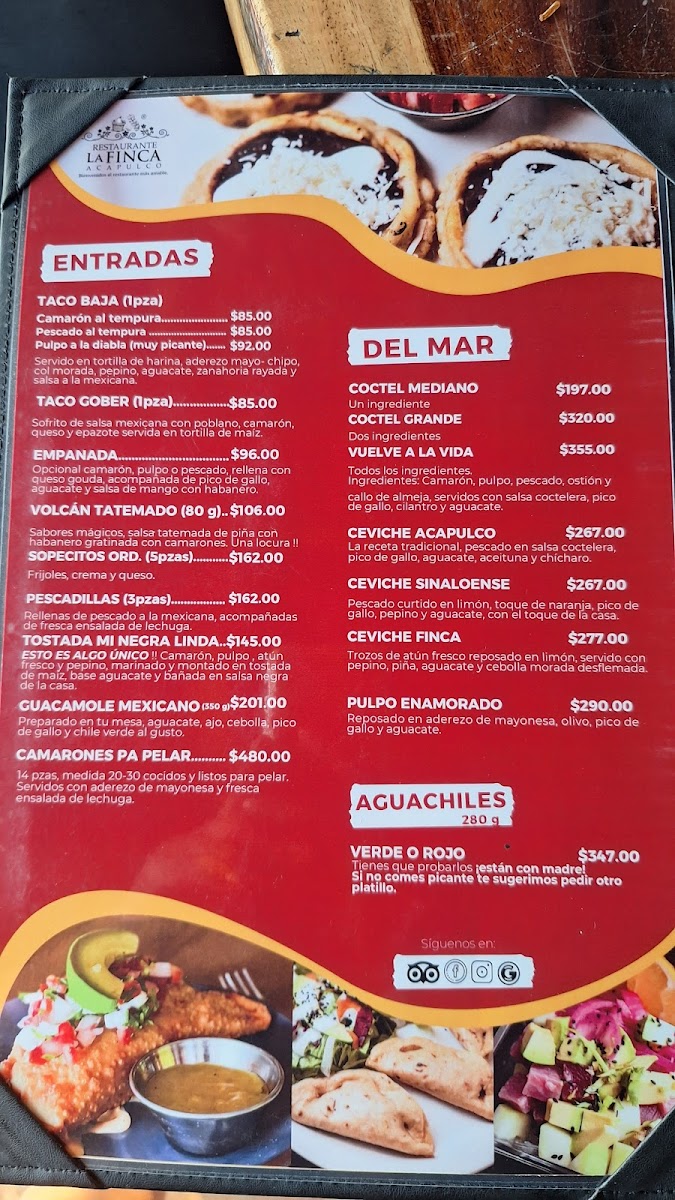 RESTAURANTE
LA FINCA
ACAPULCO
Bienvenidos al restaurante más amable.
ENTRADAS
TACO BAJA (1pza)
Camarón al tempura...................... $85.00
Pescado al tempura ......................... $85.00
Pulpo a la diabla (muy picante)....... $92.00
Servido en tortilla de harina, aderezo mayo- chipo,
col morada, pepino, aguacate, zanahoria rayada y
salsa a la mexicana.
TACO GOBER (1pza).................$85.00
Sofrito de salsa mexicana con poblano, camarón,
queso y epazote servida en tortilla de maíz.
EMPANADA.................................$96.00
Opcional camarón, pulpo o pescado, rellena con
queso gouda, acompañada de pico de gallo,
aguacate y salsa de mango con habanero.
VOLCÁN TATEMADO (80 g).. $106.00
Sabores mágicos, salsa tatemada de piña con
habanero gratinada con camarones. Una locura !!
SOPECITOS ORD. (5pzas)...........$162.00
Frijoles, crema y queso.
PESCADILLAS (3pzas)................. $162.00
Rellenas de pescado a la mexicana, acompañadas
de fresca ensalada de lechuga.
TOSTADA MI NEGRA LINDA..$145.00
ESTO ES ALGO ÚNICO !! Camarón, pulpo , atún
fresco y pepino, marinado y montado en tostada
de maíz, base aguacate y bañada en salsa negra
de la casa.
GUACAMOLE MEXICANO (350 g)$201.00
Preparado en tu mesa, aguacate, ajo, cebolla, pico
de gallo y chile verde al gusto.
CAMARONES PA PELAR.......... $480.00
14 pzas, medida 20-30 cocidos y listos para pelar.
Servidos con aderezo de mayonesa y fresca
ensalada de lechuga.
DEL MAR
COCTEL MEDIANO $197.00
Un ingrediente
COCTEL GRANDE $320.00
Dos ingredientes
VUELVE A LA VIDA $355.00
Todos los ingredientes.
Ingredientes: Camarón, pulpo, pescado, ostión y
callo de almeja, servidos con salsa coctelera, pico
de gallo, cilantro y aguacate.
CEVICHE ACAPULCO $267.00
La receta tradicional, pescado en salsa coctelera,
pico de gallo, aguacate, aceituna y chícharo.
CEVICHE SINALOENSE $267.00
Pescado curtido en limón, toque de naranja, pico de
gallo, pepino y aguacate, con el toque de la casa.
CEVICHE FINCA $277.00
Trozos de atún fresco reposado en limón, servido con
pepino, piña, aguacate y cebolla morada desflemada.
PULPO ENAMORADO $290.00
Reposado en aderezo de mayonesa, olivo, pico de
gallo y aguacate.
AGUACHILES
280 g
VERDE O ROJO $347.00
Tienes que probarlos ¡están con madre!
Si no comes picante te sugerimos pedir otro
platillo.
Síguenos en: